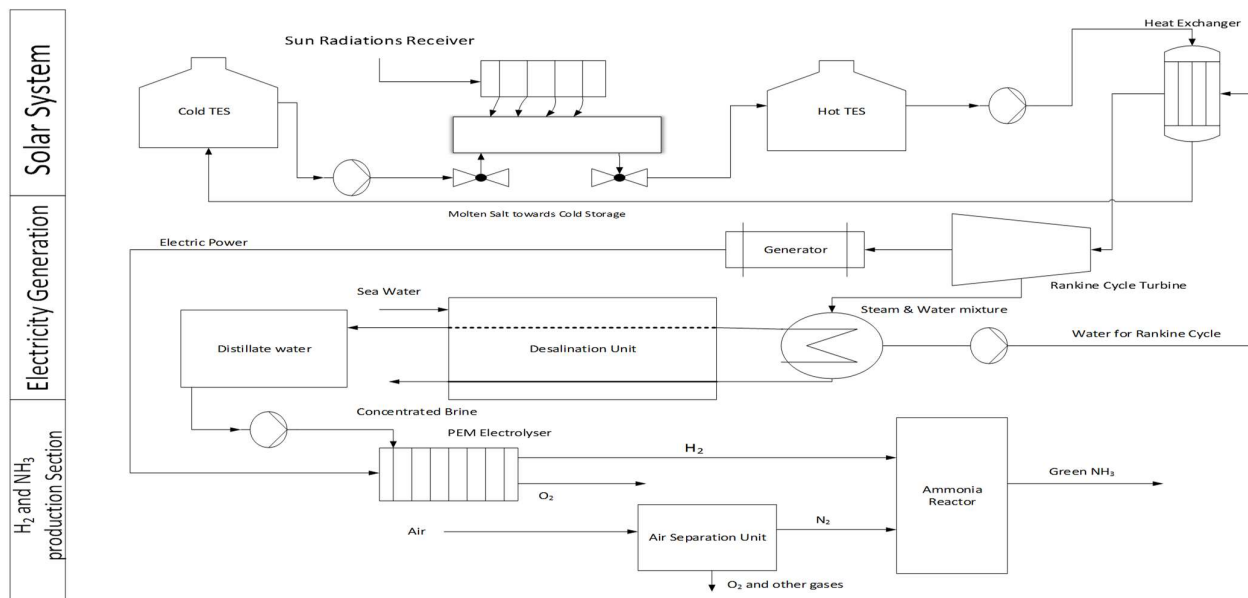 Solar System
Sun Radiations Receiver
Heat Exchanger
Cold TES
Hot TES
Molten Salt towards Cold Storage
Electricity Generation
Electric Power
Generator
Rankine Cycle Turbine
Sea Water
Steam & Water mixture
Distillate water
Desalination Unit
Water for Rankine Cycle
Concentrated Brine
H₂ and NH₃
production Section
PEM Electrolyser
H₂
O₂
Ammonia
Reactor
Green NH₃
Air
Air Separation Unit
N₂
O₂ and other gases